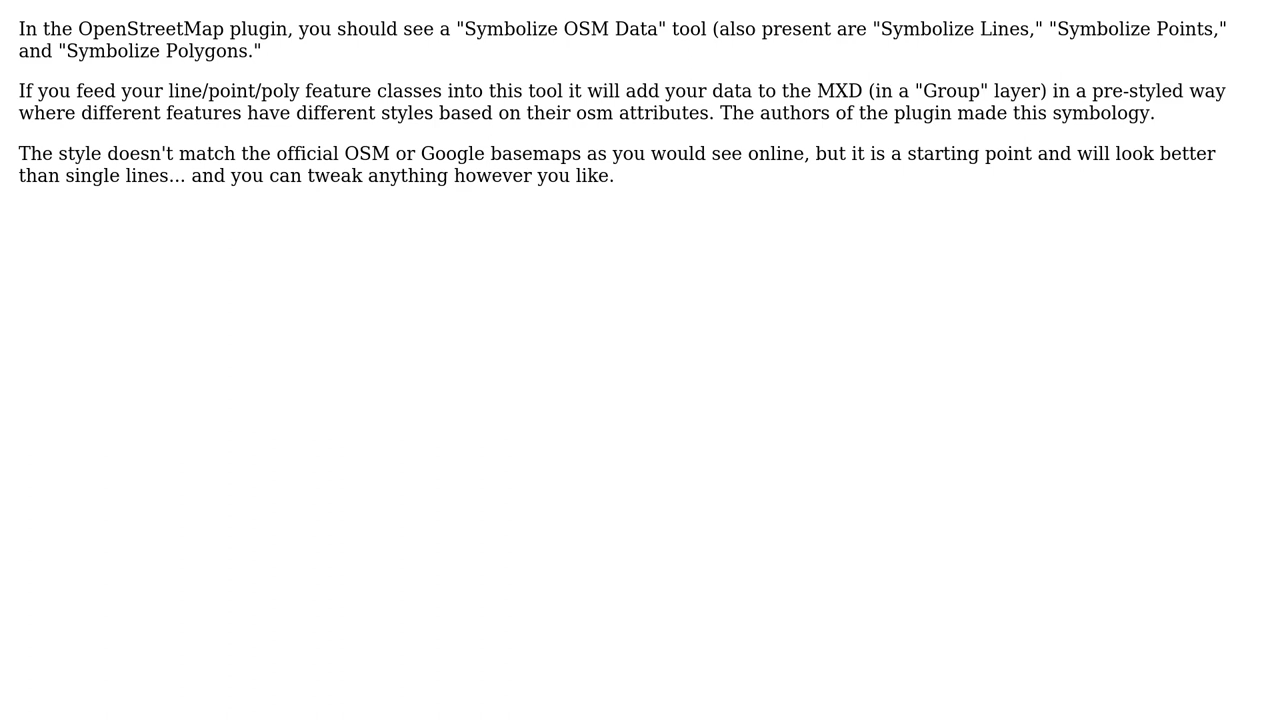 In the OpenStreetMap plugin, you should see a "Symbolize OSM Data" tool (also present are "Symbolize Lines," "Symbolize Points,"
and "Symbolize Polygons."
If you feed your line/point/poly feature classes into this tool it will add your data to the MXD (in a "Group" layer) in a pre-styled way
where different features have different styles based on their osm attributes. The authors of the plugin made this symbology.
The style doesn't match the official OSM or Google basemaps as you would see online, but it is a starting point and will look better
than single lines... and you can tweak anything however you like.